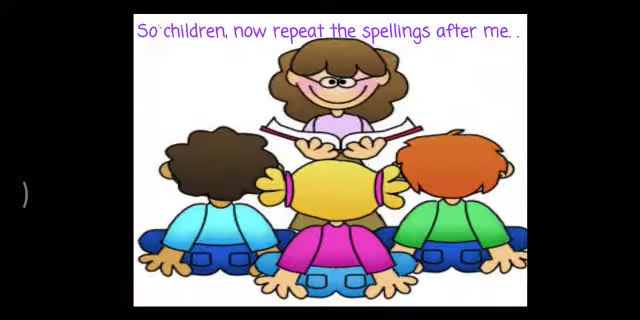 So children, now repeat the spellings after me. .